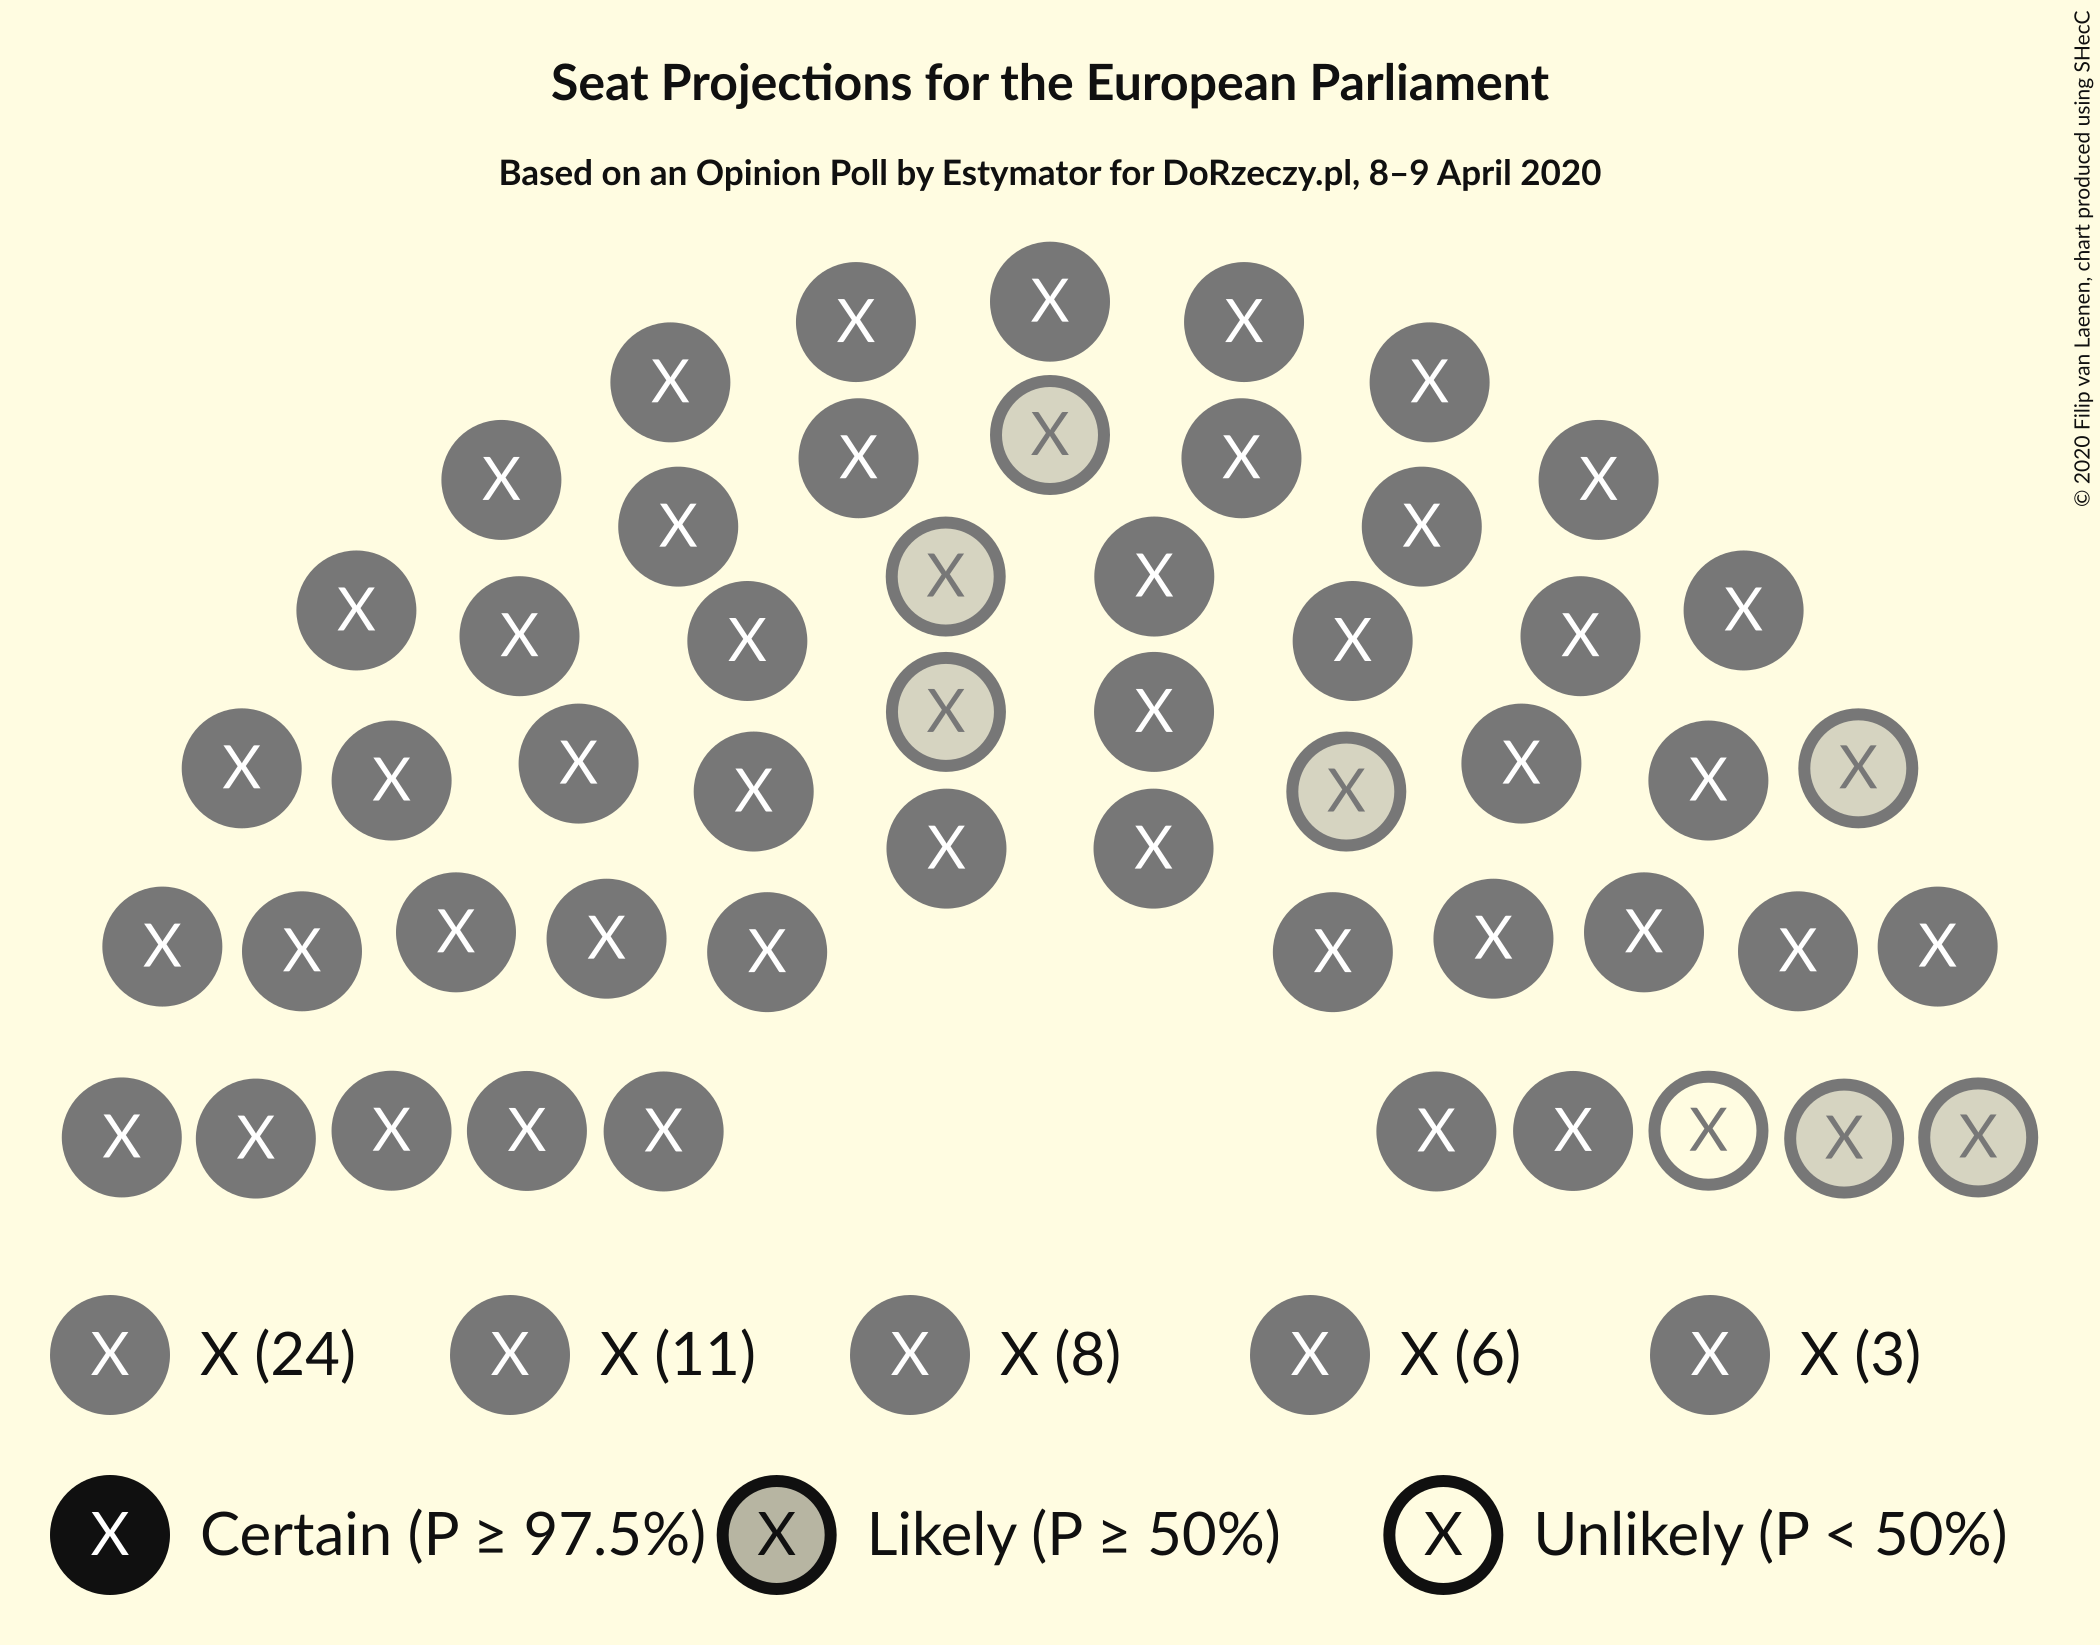 © 2020 Filip van Laenen, chart produced using SHecC
Seat Projections for the European Parliament
Based on an Opinion Poll by Estymator for DoRzeczy.pl, 8–9 April 2020
X X X
X X
X
X X X X
X X
X X
X X X X X X
X X
X X X X X X X X
X X
X X X X X X X X X X
X X X X X X X X X X
X X (24) X X (11) X X (8) X X (6) X X (3)
X Certain (P ≥ 97.5%) X Likely (P ≥ 50%) X Unlikely (P < 50%)